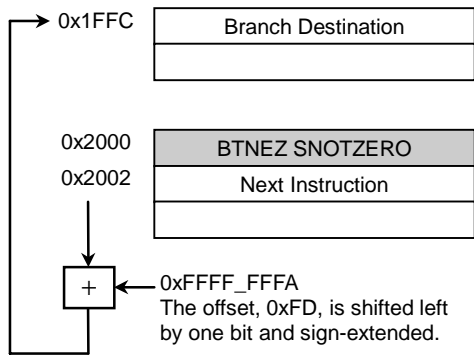 0x1FFC Branch Destination
0x2000 BTNEZ SNOTZERO
0x2002 Next Instruction
+ 0xFFFF_FFFA
The offset, 0xFD, is shifted left
by one bit and sign-extended.